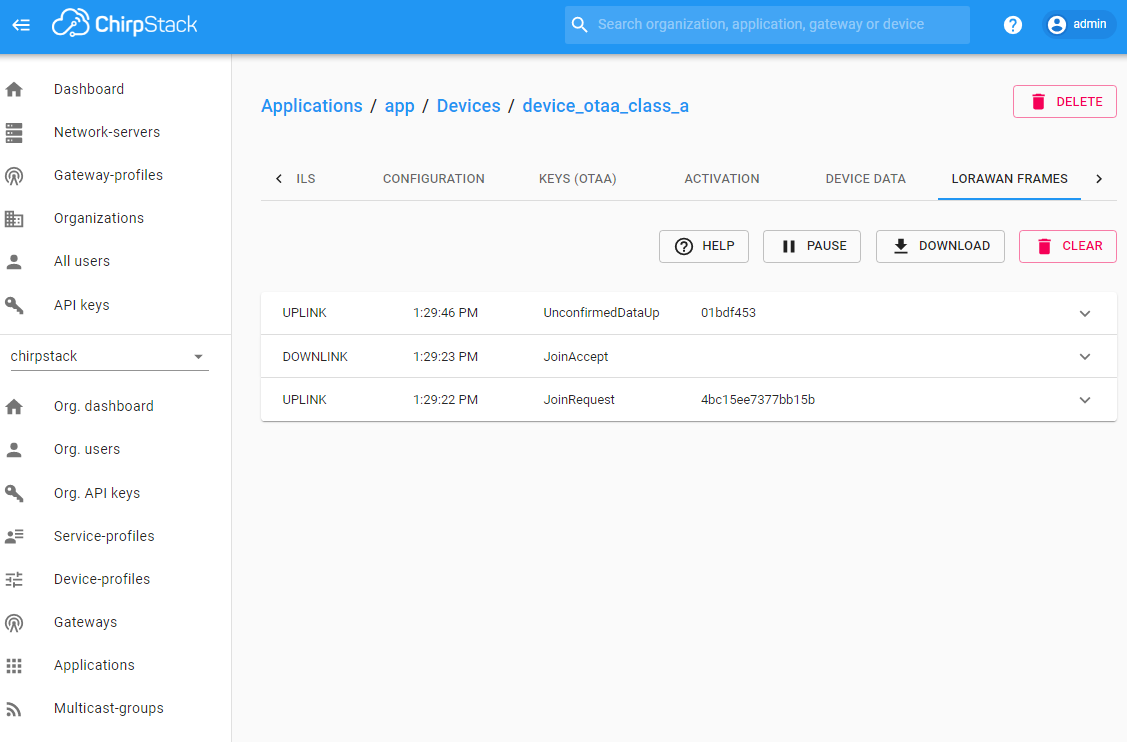 ChirpStack
Search organization, application, gateway or device
? admin
Dashboard
Network-servers
Gateway-profiles
Organizations
All users
API keys
chirpstack
Org. dashboard
Org. users
Org. API keys
Service-profiles
Device-profiles
Gateways
Applications
Multicast-groups
Applications / app / Devices / device_otaa_class_a
DELETE
ILS CONFIGURATION KEYS (OTAA) ACTIVATION DEVICE DATA LORAWAN FRAMES
? HELP PAUSE DOWNLOAD CLEAR
UPLINK 1:29:46 PM UnconfirmedDataUp 01bdf453
DOWNLINK 1:29:23 PM JoinAccept
UPLINK 1:29:22 PM JoinRequest 4bc15ee7377bb15b